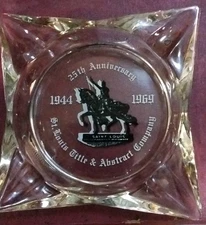 25th Anniversary
1944 1969
SAINT LOUIS
St. Louis Title & Abstract Company